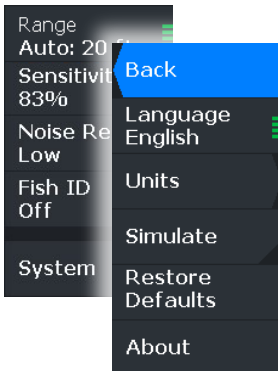 Range
Auto: 20
Sensitivit
83%
Noise Re
Low
Fish ID
Off
System
Back
Language
English
Units
Simulate
Restore
Defaults
About